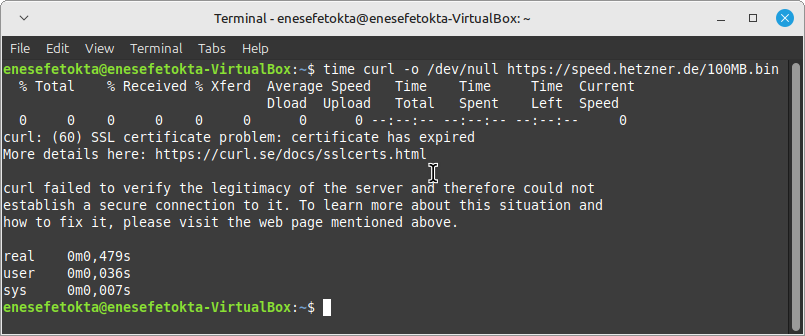 Terminal - enesefetokta@enesefetokta-VirtualBox: ~
File Edit View Terminal Tabs Help
enesefetokta@enesefetokta-VirtualBox:~$ time curl -o /dev/null https://speed.hetzner.de/100MB.bin
  % Total    % Received % Xferd  Average Speed   Time    Time     Time  Current
                                 Dload  Upload   Total   Spent    Left  Speed
  0     0    0     0    0     0      0      0 --:--:-- --:--:-- --:--:--     0
curl: (60) SSL certificate problem: certificate has expired
More details here: https://curl.se/docs/sslcerts.html
curl failed to verify the legitimacy of the server and therefore could not
establish a secure connection to it. To learn more about this situation and
how to fix it, please visit the web page mentioned above.
real    0m0,479s
user    0m0,036s
sys     0m0,007s
enesefetokta@enesefetokta-VirtualBox:~$